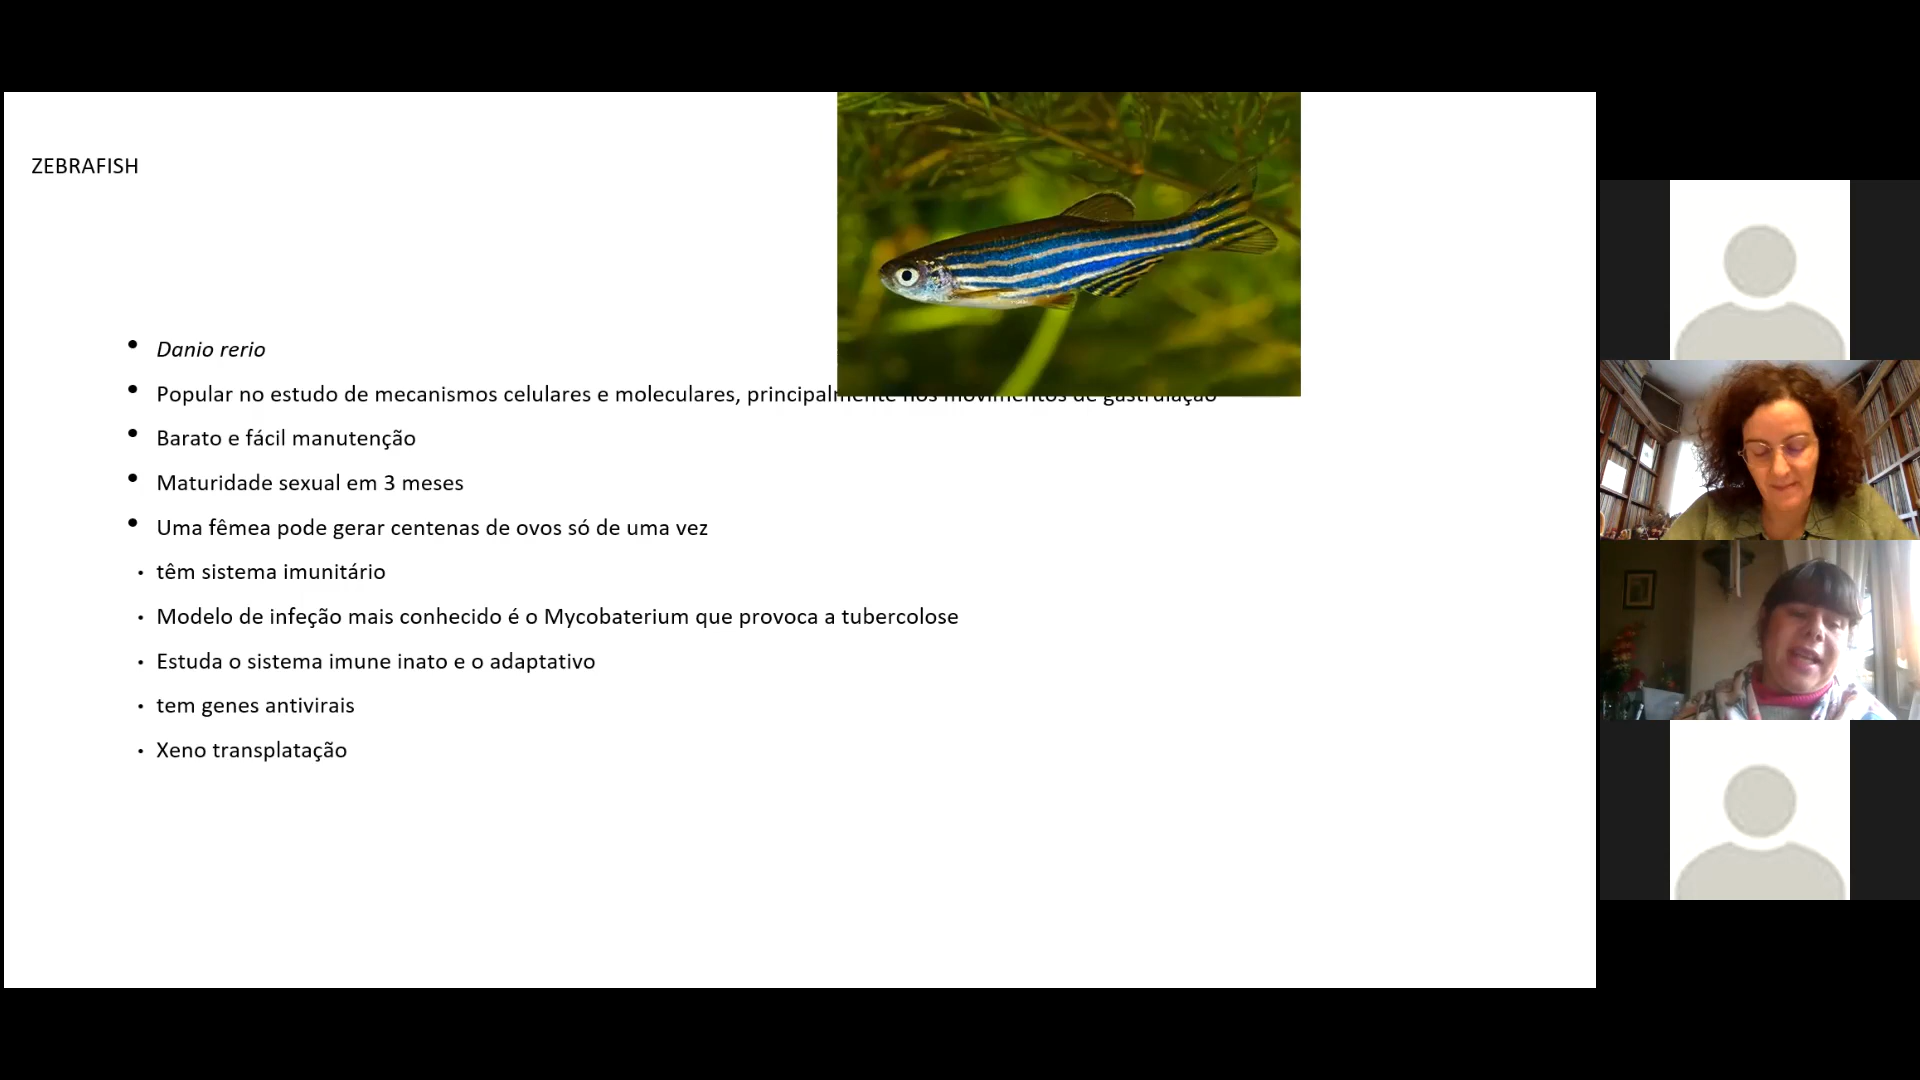 ZEBRAFISH
Danio rerio
Popular no estudo de mecanismos celulares e moleculares, principalmente nos movimentos de gastrulação
Barato e fácil manutenção
Maturidade sexual em 3 meses
Uma fêmea pode gerar centenas de ovos só de uma vez
têm sistema imunitário
Modelo de infeção mais conhecido é o Mycobaterium que provoca a tubercolose
Estuda o sistema imune inato e o adaptativo
tem genes antivirais
Xeno transplatação